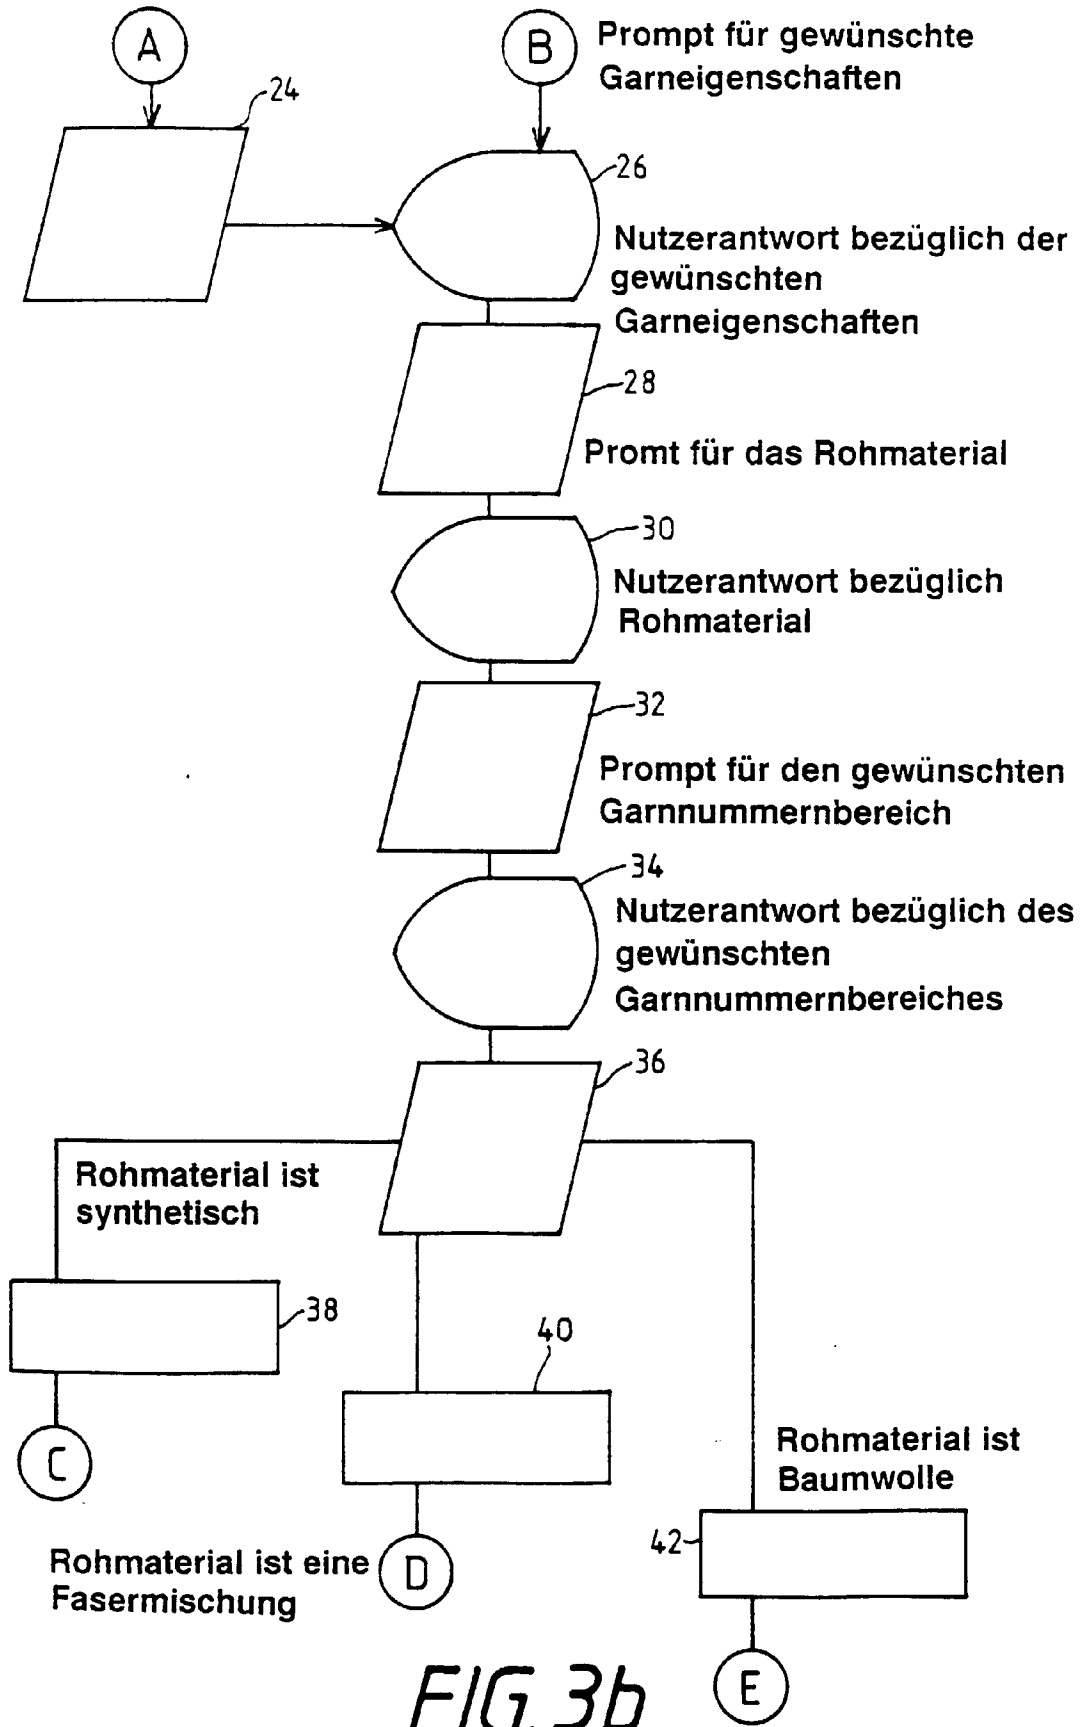 A
B
Prompt für gewünschte
Garneigenschaften
24
26
Nutzerantwort bezüglich der
gewünschten
Garneigenschaften
28
Promt für das Rohmaterial
30
Nutzerantwort bezüglich
Rohmaterial
32
Prompt für den gewünschten
Garnnummernbereich
34
Nutzerantwort bezüglich des
gewünschten
Garnnummernbereiches
36
Rohmaterial ist
synthetisch
38
40
C
Rohmaterial ist
Baumwolle
42
Rohmaterial ist eine
Fasermischung
D
E
FIG. 3b